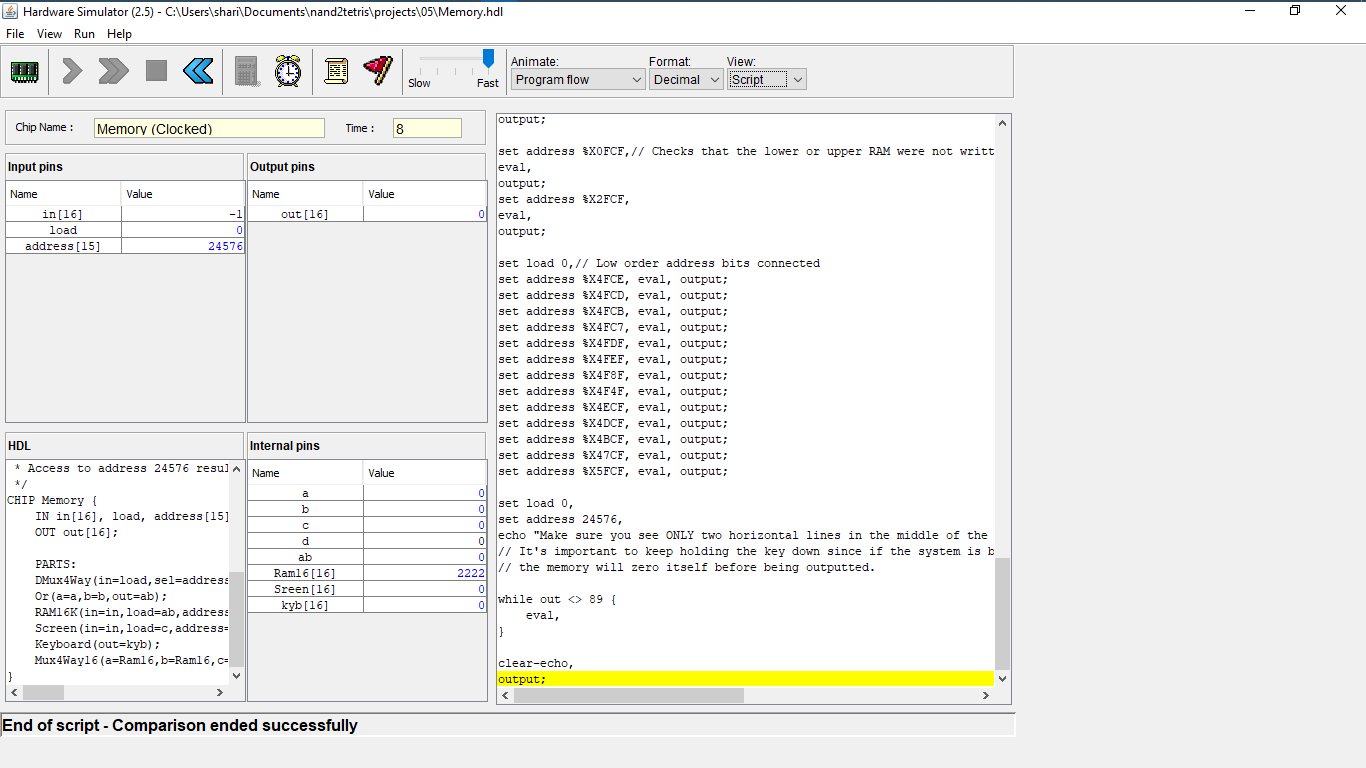 Hardware Simulator (2.5) - C:\Users\shari\Documents\nand2tetris\projects\05\Memory.hdl
File View Run Help
Slow Fast
Animate: Format: View:
Program flow Decimal Script
Chip Name : Memory (Clocked) Time : 8
Input pins
Name Value
in[16] -1
load 0
address[15] 24576
Output pins
Name Value
out[16] 0
HDL
* Access to address 24576 resul
*/
CHIP Memory {
IN in[16], load, address[15]
OUT out[16];
PARTS:
DMux4Way(in=load,sel=address
Or(a=a,b=b,out=ab);
RAM16K(in=in,load=ab,address
Screen(in=in,load=c,address=
Keyboard(out=kyb);
Mux4Way16(a=Ram16,b=Ram16,c=
}
Internal pins
Name Value
a 0
b 0
c 0
d 0
ab 0
Ram16[16] 2222
Sreen[16] 0
kyb[16] 0
output;
set address %X0FCF,// Checks that the lower or upper RAM were not writt
eval,
output;
set address %X2FCF,
eval,
output;
set load 0,// Low order address bits connected
set address %X4FCE, eval, output;
set address %X4FCD, eval, output;
set address %X4FCB, eval, output;
set address %X4FC7, eval, output;
set address %X4FDF, eval, output;
set address %X4FEF, eval, output;
set address %X4F8F, eval, output;
set address %X4F4F, eval, output;
set address %X4ECF, eval, output;
set address %X4DCF, eval, output;
set address %X4BCF, eval, output;
set address %X47CF, eval, output;
set address %X5FCF, eval, output;
set load 0,
set address 24576,
echo "Make sure you see ONLY two horizontal lines in the middle of the
// It's important to keep holding the key down since if the system is b
// the memory will zero itself before being outputted.
while out <> 89 {
eval,
}
clear-echo,
output;
End of script - Comparison ended successfully